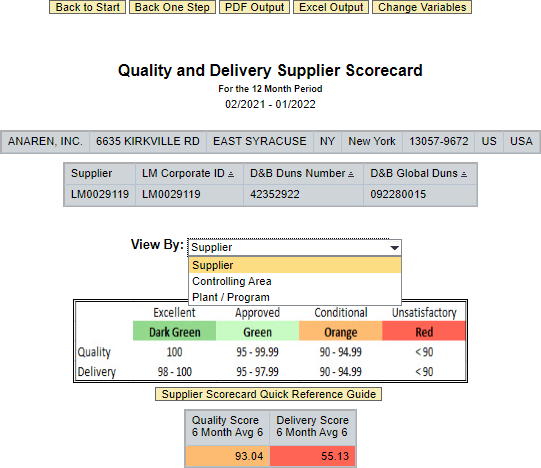 Back to Start Back One Step PDF Output Excel Output Change Variables
Quality and Delivery Supplier Scorecard
For the 12 Month Period
02/2021 - 01/2022
ANAREN, INC. 6635 KIRKVILLE RD EAST SYRACUSE NY New York 13057-9672 US USA
Supplier LM Corporate ID D&B Duns Number D&B Global Duns
LM0029119 LM0029119 42352922 092280015
View By: Supplier
Supplier
Controlling Area
Plant / Program
Excellent Approved Conditional Unsatisfactory
Dark Green Green Orange Red
Quality 100 95 - 99.99 90 - 94.99 < 90
Delivery 98 - 100 95 - 97.99 90 - 94.99 < 90
Supplier Scorecard Quick Reference Guide
Quality Score Delivery Score
6 Month Avg 6 6 Month Avg 6
93.04 55.13